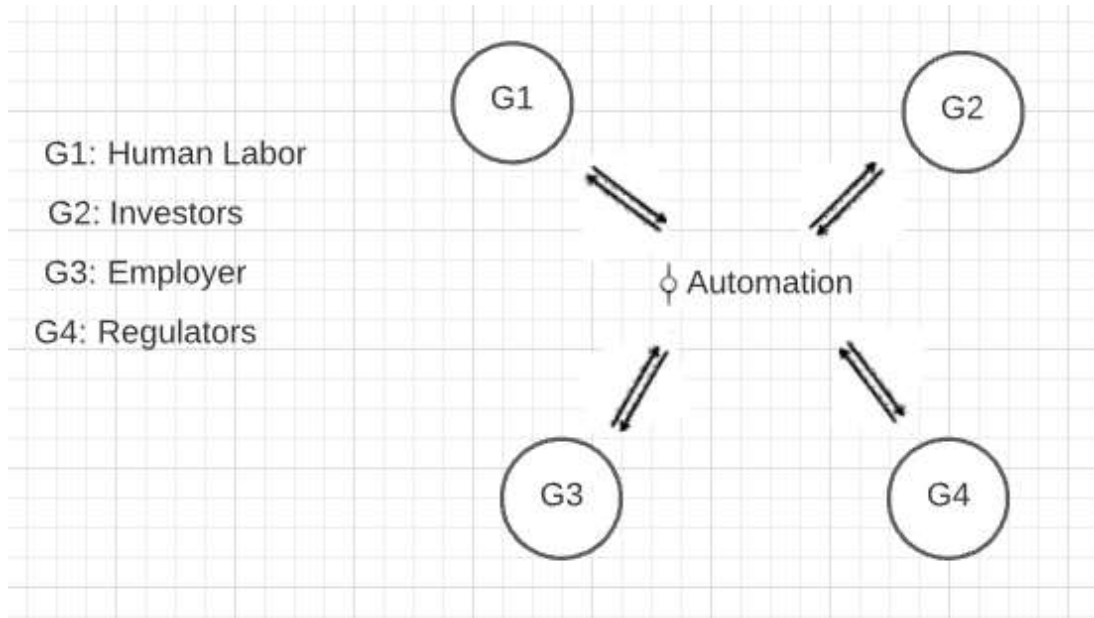 G1: Human Labor
G2: Investors
G3: Employer
G4: Regulators
G1
G2
Automation
G3
G4